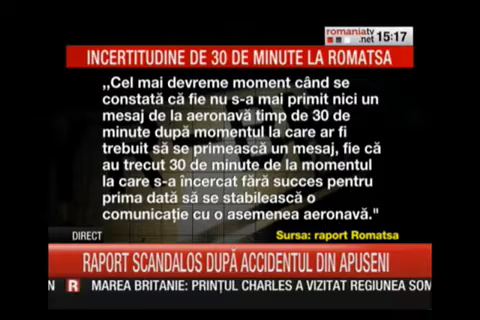 romaniatv
.net
15:17
INCERTITUDINE DE 30 DE MINUTE LA ROMATSA
,,Cel mai devreme moment când se
constată că fie nu s-a mai primit nici un
mesaj de la aeronavă timp de 30 de
minute după momentul la care ar fi
trebuit să se primească un mesaj, fie că
au trecut 30 de minute de la momentul
la care s-a încercat fără succes pentru
prima dată să se stabilească o
comunicație cu o asemenea aeronavă."
DIRECT
Sursa: raport Romatsa
RAPORT SCANDALOS DUPĂ ACCIDENTUL DIN APUSENI
N R MAREA BRITANIE: PRINȚUL CHARLES A VIZITAT REGIUNEA SOM